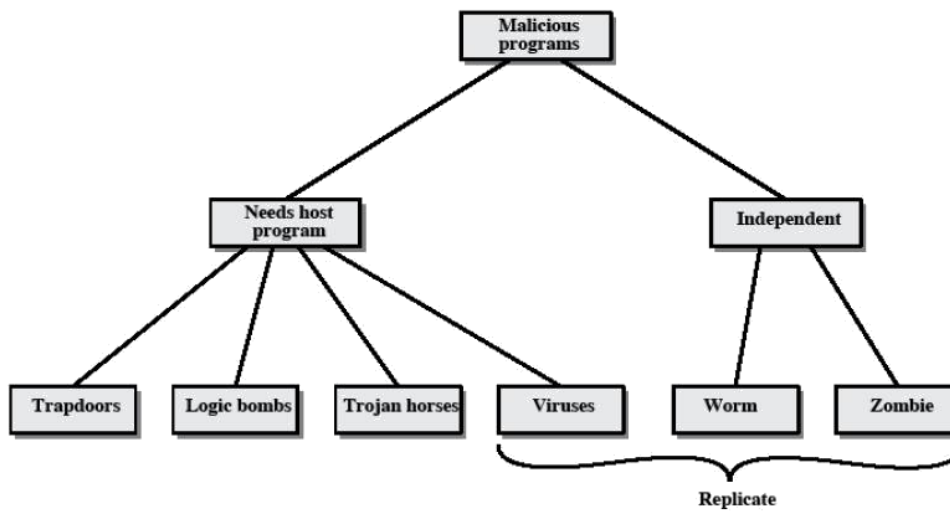 Malicious
programs
Needs host
program
Independent
Trapdoors
Logic bombs
Trojan horses
Viruses
Worm
Zombie
Replicate